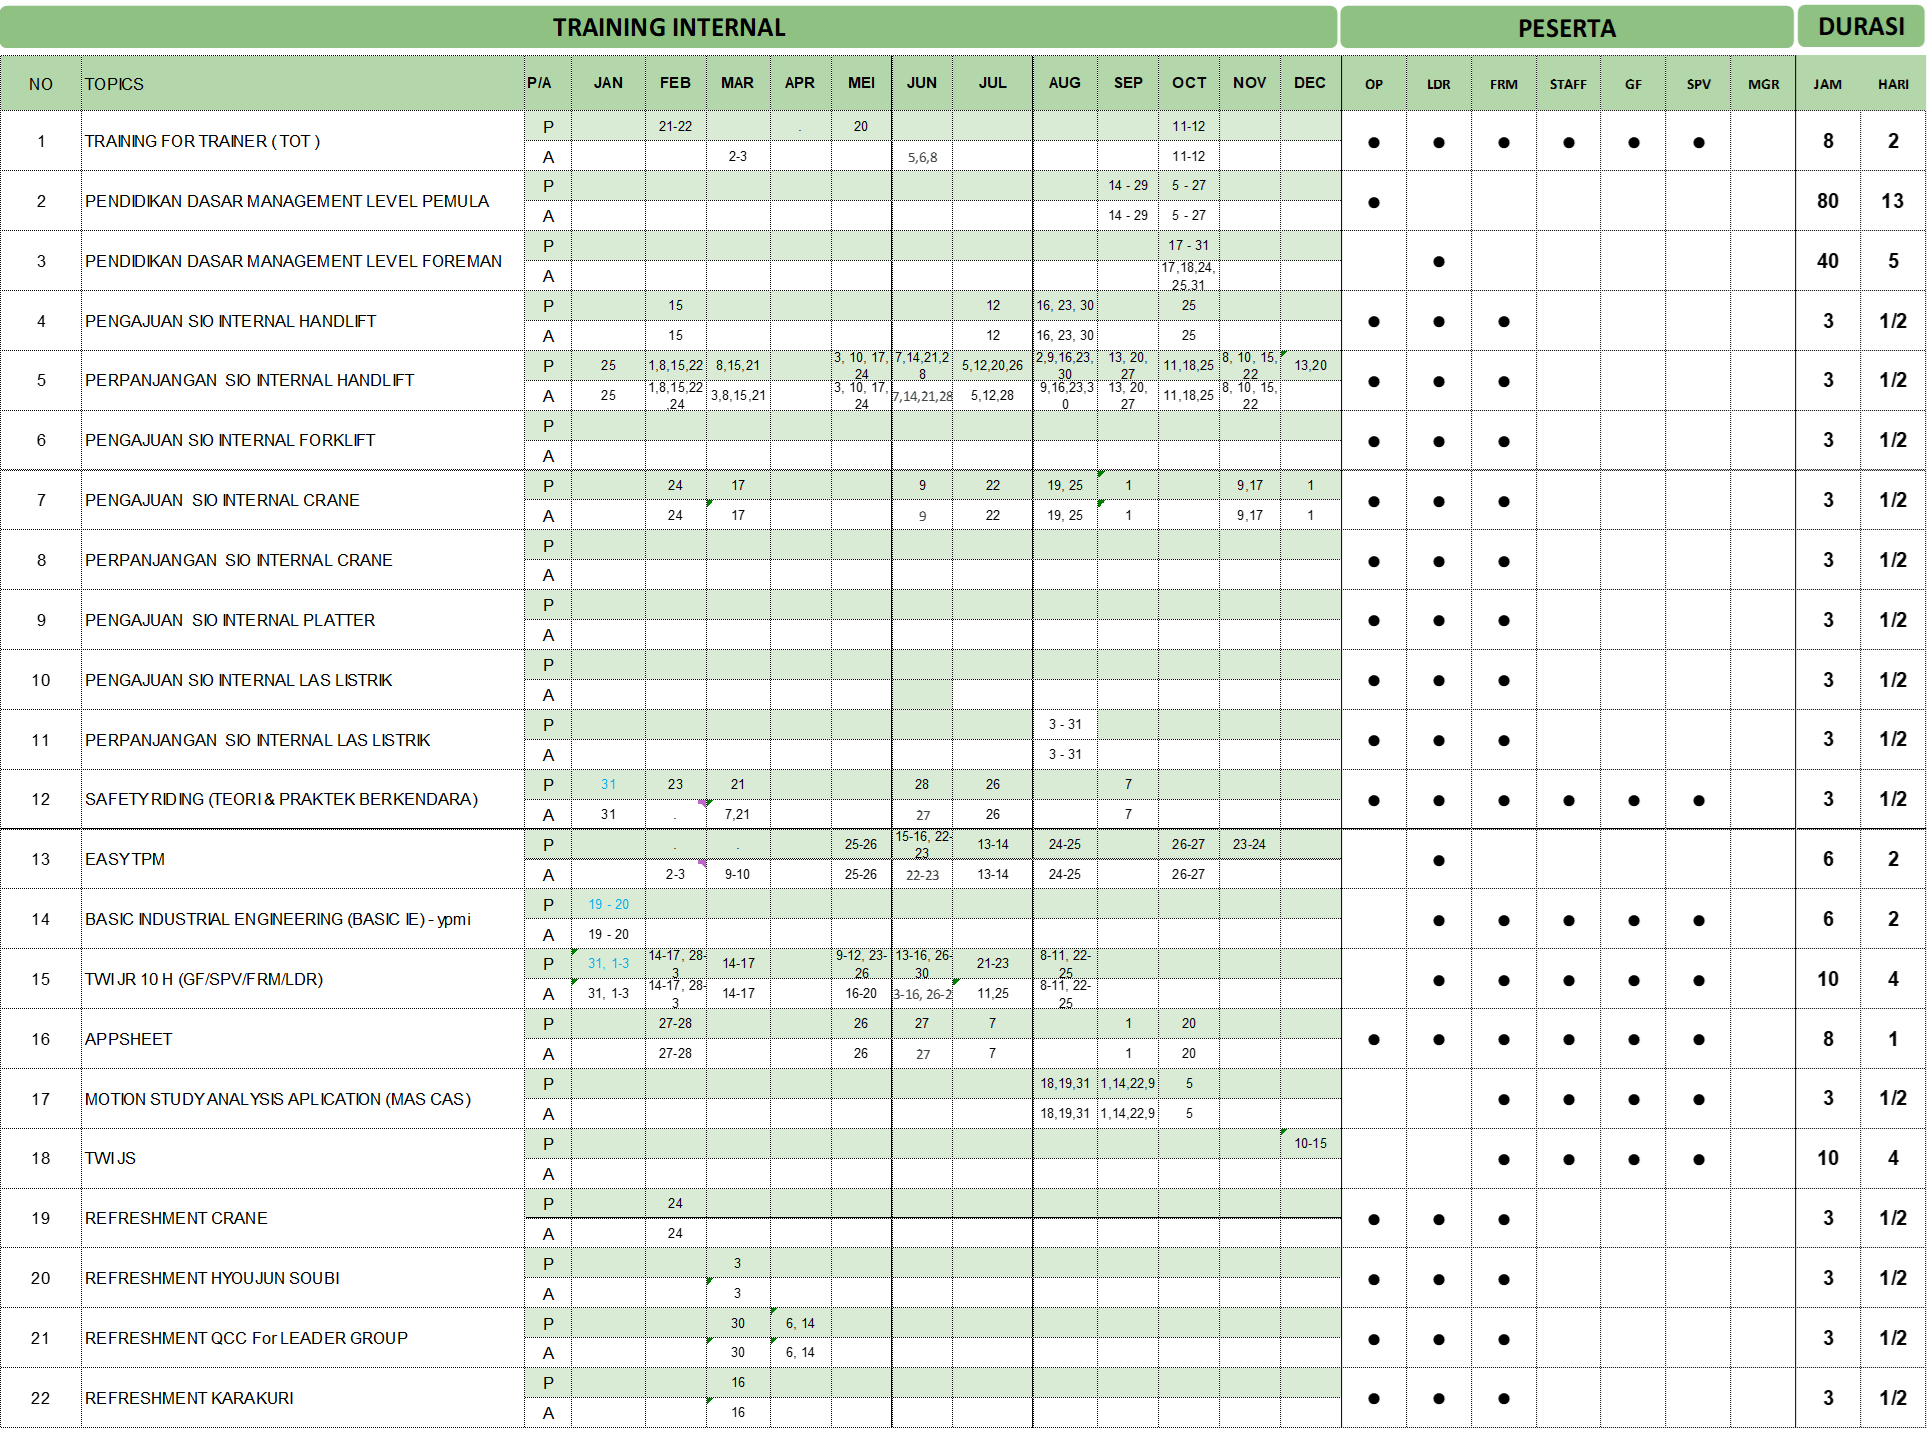 TRAINING INTERNAL PESERTA DURASI
NO TOPICS P/A JAN FEB MAR APR MEI JUN JUL AUG SEP OCT NOV DEC OP LDR FRM STAFF GF SPV MGR JAM HARI
1 TRAINING FOR TRAINER ( TOT ) 8 2
P 21-22 . 20 11-12
A 2-3 5,6,8 11-12
2 PENDIDIKAN DASAR MANAGEMENT LEVEL PEMULA 80 13
P 14 - 29 5 - 27
A 14 - 29 5 - 27
3 PENDIDIKAN DASAR MANAGEMENT LEVEL FOREMAN 40 5
P 17 - 31
A 17,18,24,
25,31
4 PENGAJUAN SIO INTERNAL HANDLIFT 3 1/2
P 15 12 16, 23, 30 25
A 15 12 16, 23, 30 25
5 PERPANJANGAN SIO INTERNAL HANDLIFT 3 1/2
P 25 1,8,15,22 8,15,21 3, 10, 17, 7,14,21,2 5,12,20,26 2,9,16,23, 13, 20, 11,18,25 8, 10, 15, 13,20
24 8 30 27 22
A 25 1,8,15,22 3,8,15,21 3, 10, 17, 7,14,21,28 5,12,28 9,16,23,3 13, 20, 11,18,25 8, 10, 15,
,24 24 0 27 22
6 PENGAJUAN SIO INTERNAL FORKLIFT 3 1/2
P
A
7 PENGAJUAN SIO INTERNAL CRANE 3 1/2
P 24 17 9 22 19, 25 1 9,17 1
A 24 17 9 22 19, 25 1 9,17 1
8 PERPANJANGAN SIO INTERNAL CRANE 3 1/2
P
A
9 PENGAJUAN SIO INTERNAL PLATTER 3 1/2
P
A
10 PENGAJUAN SIO INTERNAL LAS LISTRIK 3 1/2
P
A
11 PERPANJANGAN SIO INTERNAL LAS LISTRIK 3 1/2
P 3 - 31
A 3 - 31
12 SAFETY RIDING (TEORI & PRAKTEK BERKENDARA) 3 1/2
P 31 23 21 28 26 7
A 31 . 7,21 27 26 7
13 EASY TPM 6 2
P . . 25-26 15-16, 22- 13-14 24-25 26-27 23-24
23
A 2-3 9-10 25-26 22-23 13-14 24-25 26-27
14 BASIC INDUSTRIAL ENGINEERING (BASIC IE) - ypmi 6 2
P 19 - 20
A 19 - 20
15 TWI JR 10 H (GF/SPV/FRM/LDR) 10 4
P 31, 1-3 14-17, 28- 14-17 9-12, 23- 13-16, 26- 21-23 8-11, 22-
3 26 30 25
A 31, 1-3 14-17, 28- 14-17 16-20 3-16, 26-2 11,25 8-11, 22-
3 25
16 APPSHEET 8 1
P 27-28 26 27 7 1 20
A 27-28 26 27 7 1 20
17 MOTION STUDY ANALYSIS APLICATION (MAS CAS) 3 1/2
P 18,19,31 1,14,22,9 5
A 18,19,31 1,14,22,9 5
18 TWI JS 10 4
P 10-15
A
19 REFRESHMENT CRANE 3 1/2
P 24
A 24
20 REFRESHMENT HYOUJUN SOUBI 3 1/2
P 3
A 3
21 REFRESHMENT QCC For LEADER GROUP 3 1/2
P 30 6, 14
A 30 6, 14
22 REFRESHMENT KARAKURI 3 1/2
P 16
A 16